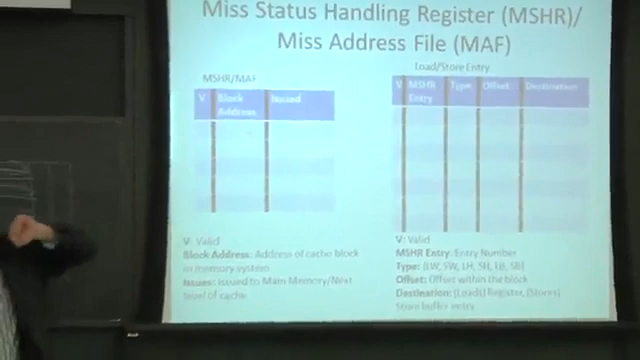 Miss Status Handling Register (MSHR)/
Miss Address File (MAF)
MSHR/MAF
V Block Address Issued
V: Valid
Block Address: Address of cache block
in memory system
Issues: Issued to Main Memory/Next
level of cache
Load/Store Entry
V MSHR Entry Type Offset Destination
V: Valid
MSHR Entry: Entry Number
Type: {LW, SW, LH, SH, LB, SB}
Offset: Offset within the block
Destination: (Loads) Register, (Stores)
Store buffer entry